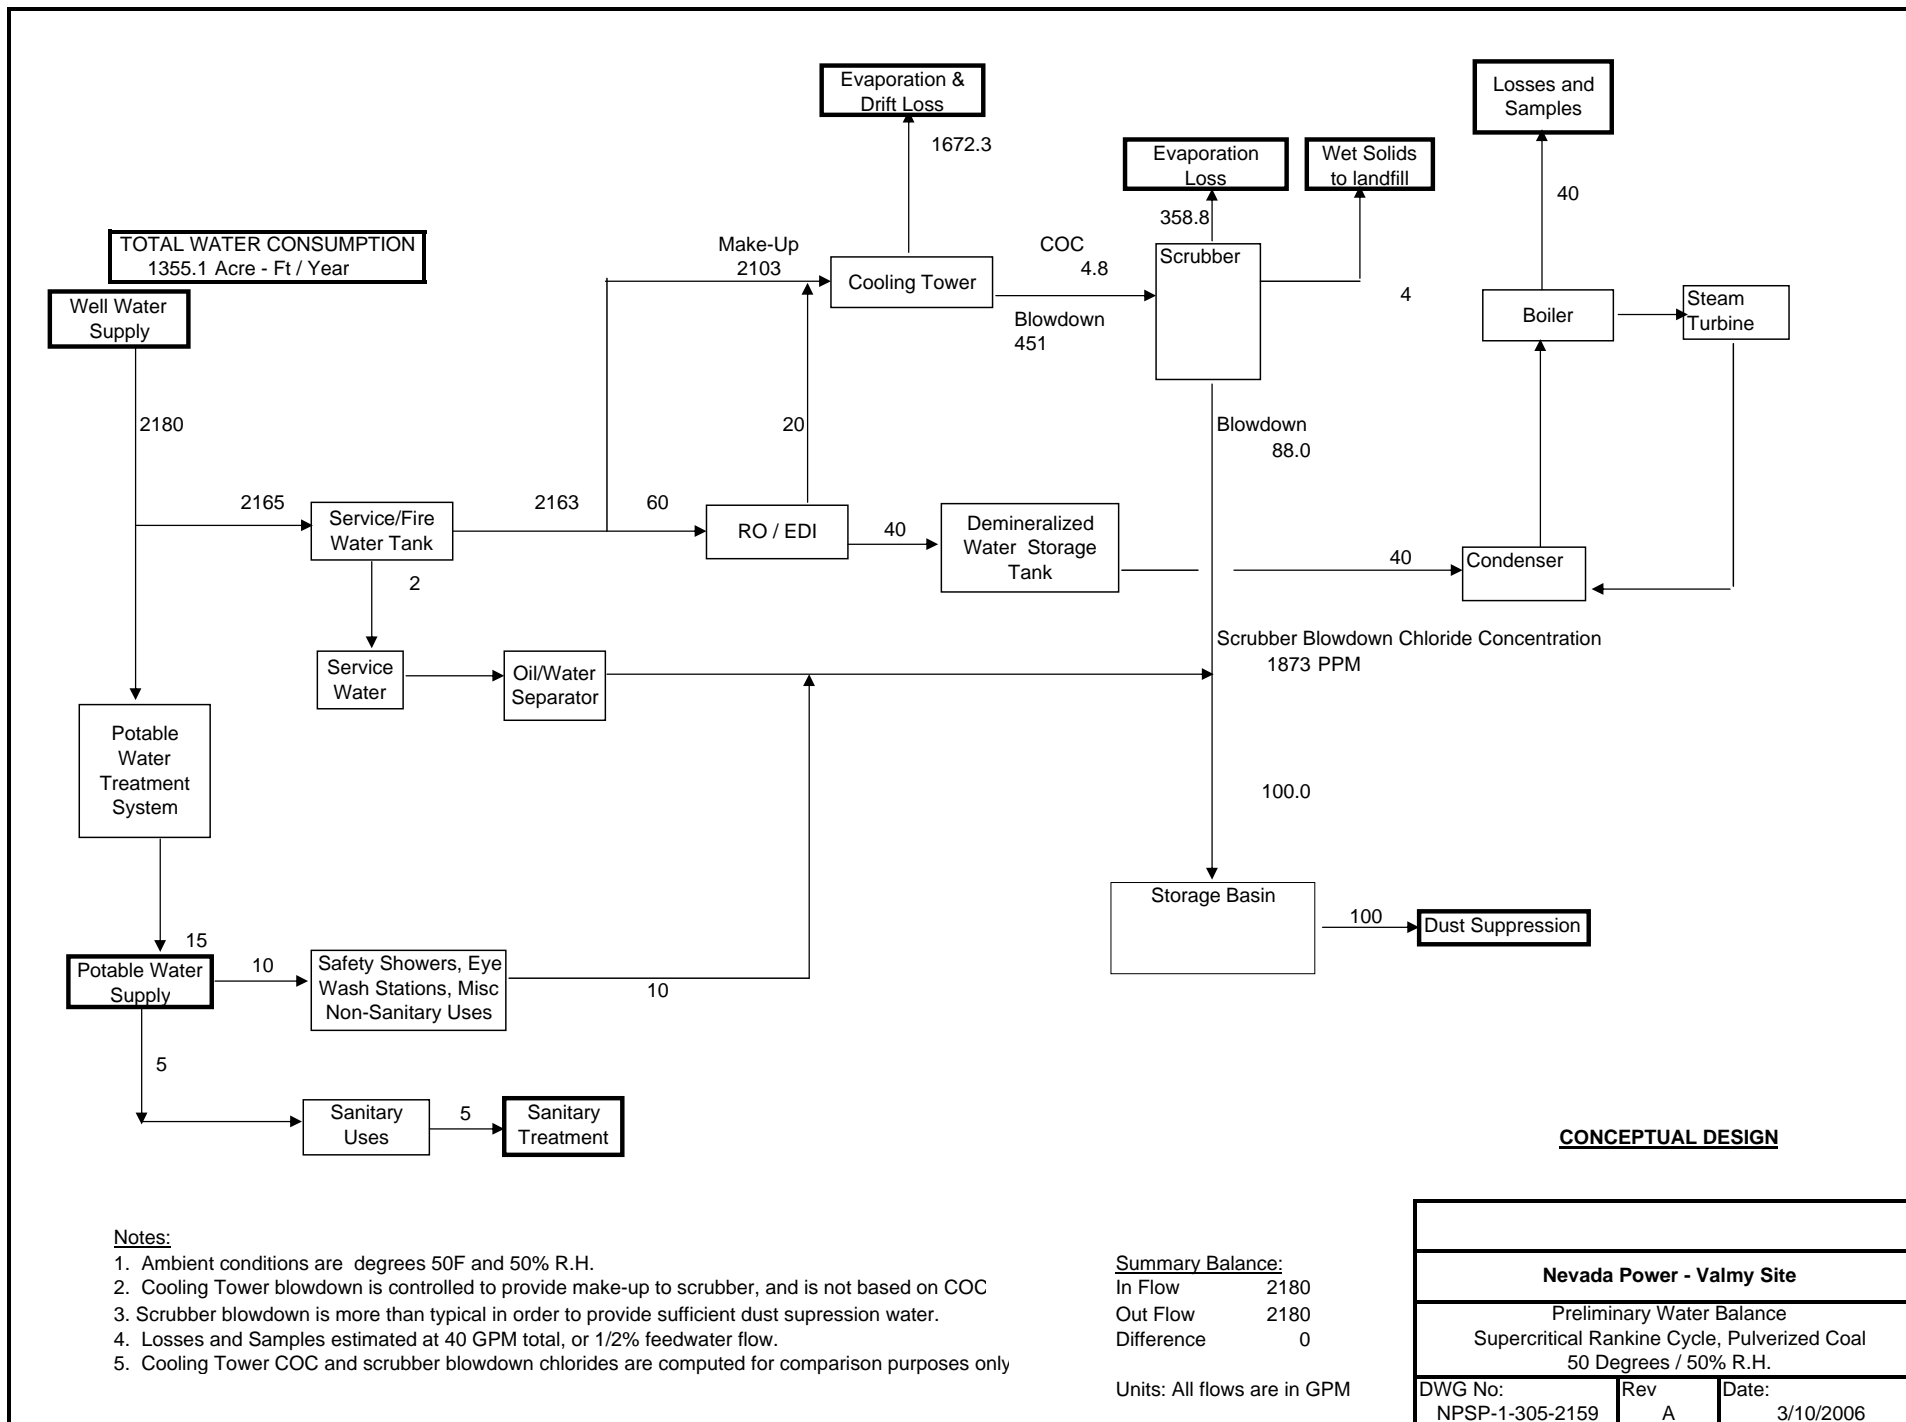 Evaporation &
Drift Loss
1672.3
Losses and
Samples
40
Evaporation
Loss
358.8
Wet Solids
to landfill
4
TOTAL WATER CONSUMPTION
1355.1 Acre - Ft / Year
Well Water
Supply
2180
Make-Up
2103
Cooling Tower
COC
4.8
Blowdown
451
Scrubber
Boiler
Steam
Turbine
20
Blowdown
88.0
2165
Service/Fire
Water Tank
2163
60
RO / EDI
40
Demineralized
Water Storage
Tank
40
Condenser
2
Service
Water
Oil/Water
Separator
Scrubber Blowdown Chloride Concentration
1873 PPM
Potable
Water
Treatment
System
100.0
Storage Basin
100
Dust Suppression
15
Potable Water
Supply
10
Safety Showers, Eye
Wash Stations, Misc
Non-Sanitary Uses
10
5
Sanitary
Uses
5
Sanitary
Treatment
CONCEPTUAL DESIGN
Notes:
1. Ambient conditions are degrees 50F and 50% R.H.
2. Cooling Tower blowdown is controlled to provide make-up to scrubber, and is not based on COC
3. Scrubber blowdown is more than typical in order to provide sufficient dust supression water.
4. Losses and Samples estimated at 40 GPM total, or 1/2% feedwater flow.
5. Cooling Tower COC and scrubber blowdown chlorides are computed for comparison purposes only
Summary Balance:
In Flow 2180
Out Flow 2180
Difference 0
Units: All flows are in GPM
Nevada Power - Valmy Site
Preliminary Water Balance
Supercritical Rankine Cycle, Pulverized Coal
50 Degrees / 50% R.H.
DWG No: Rev Date:
NPSP-1-305-2159 A 3/10/2006